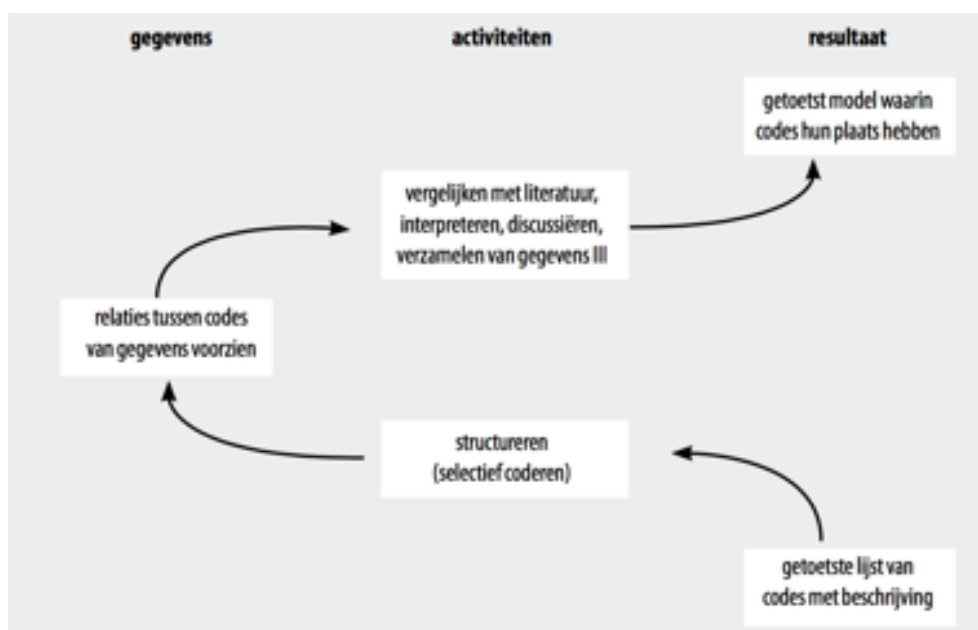 gegevens
activiteiten
resultaat
getoetst model waarin
codes hun plaats hebben
vergelijken met literatuur,
interpreteren, discussiëren,
verzamelen van gegevens III
relaties tussen codes
van gegevens voorzien
structureren
(selectief coderen)
getoetste lijst van
codes met beschrijving